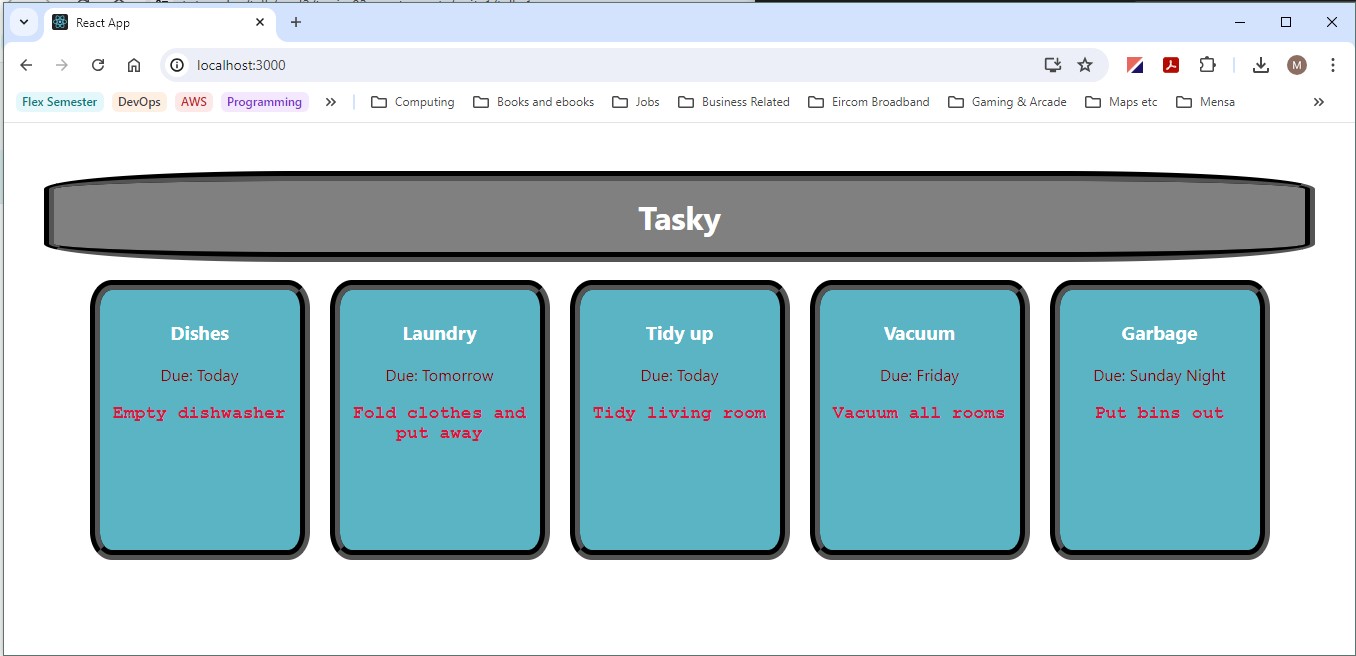 React App
localhost:3000
M
Flex Semester DevOps AWS Programming Computing Books and ebooks Jobs Business Related Eircom Broadband Gaming & Arcade Maps etc Mensa
Tasky
Dishes
Due: Today
Empty dishwasher
Laundry
Due: Tomorrow
Fold clothes and
put away
Tidy up
Due: Today
Tidy living room
Vacuum
Due: Friday
Vacuum all rooms
Garbage
Due: Sunday Night
Put bins out